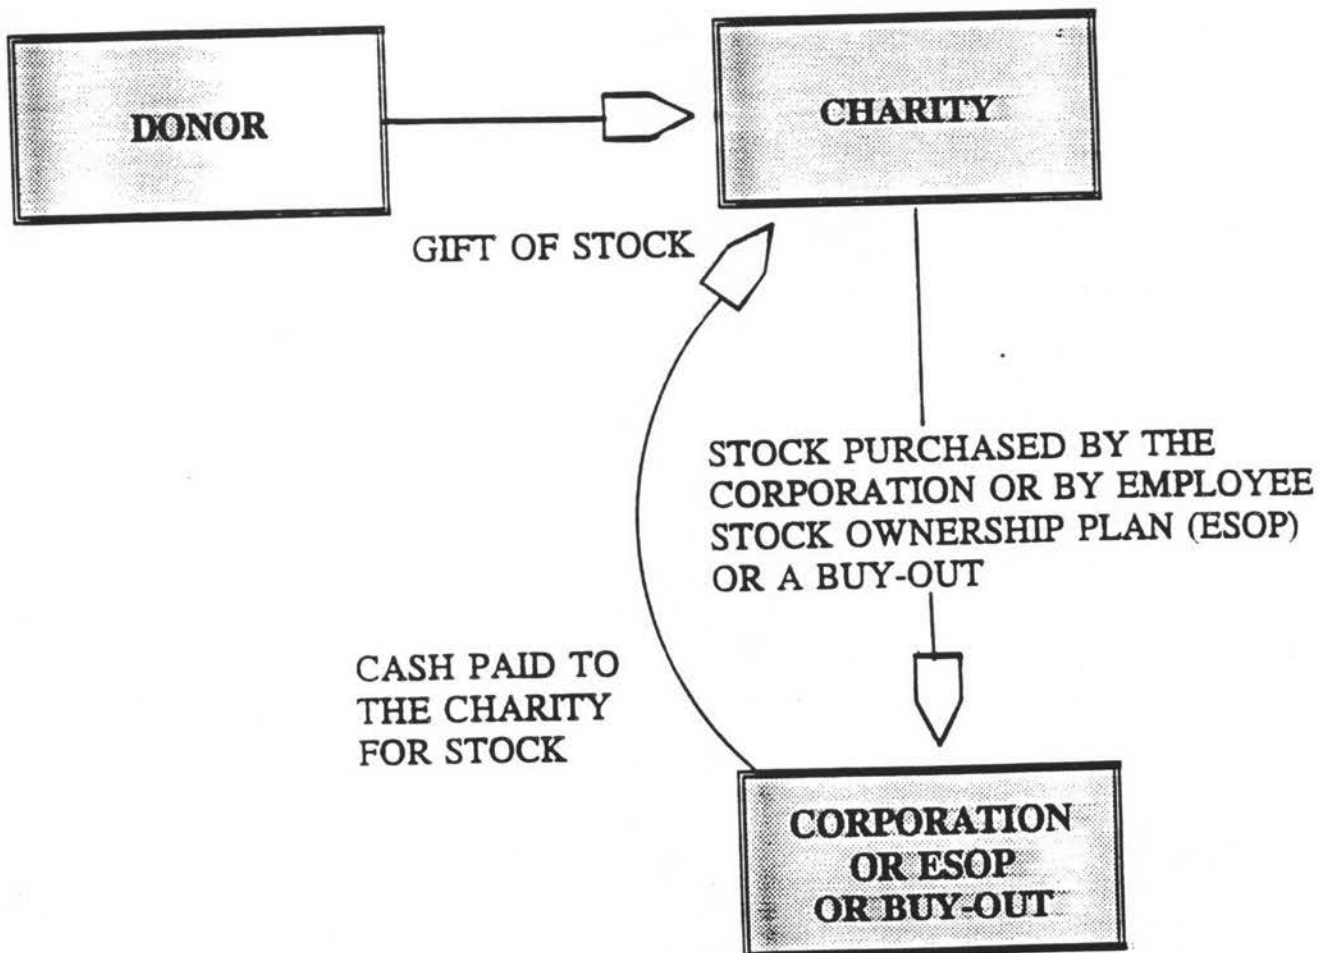 DONOR
CHARITY
GIFT OF STOCK
STOCK PURCHASED BY THE
CORPORATION OR BY EMPLOYEE
STOCK OWNERSHIP PLAN (ESOP)
OR A BUY-OUT
CASH PAID TO
THE CHARITY
FOR STOCK
CORPORATION
OR ESOP
OR BUY-OUT